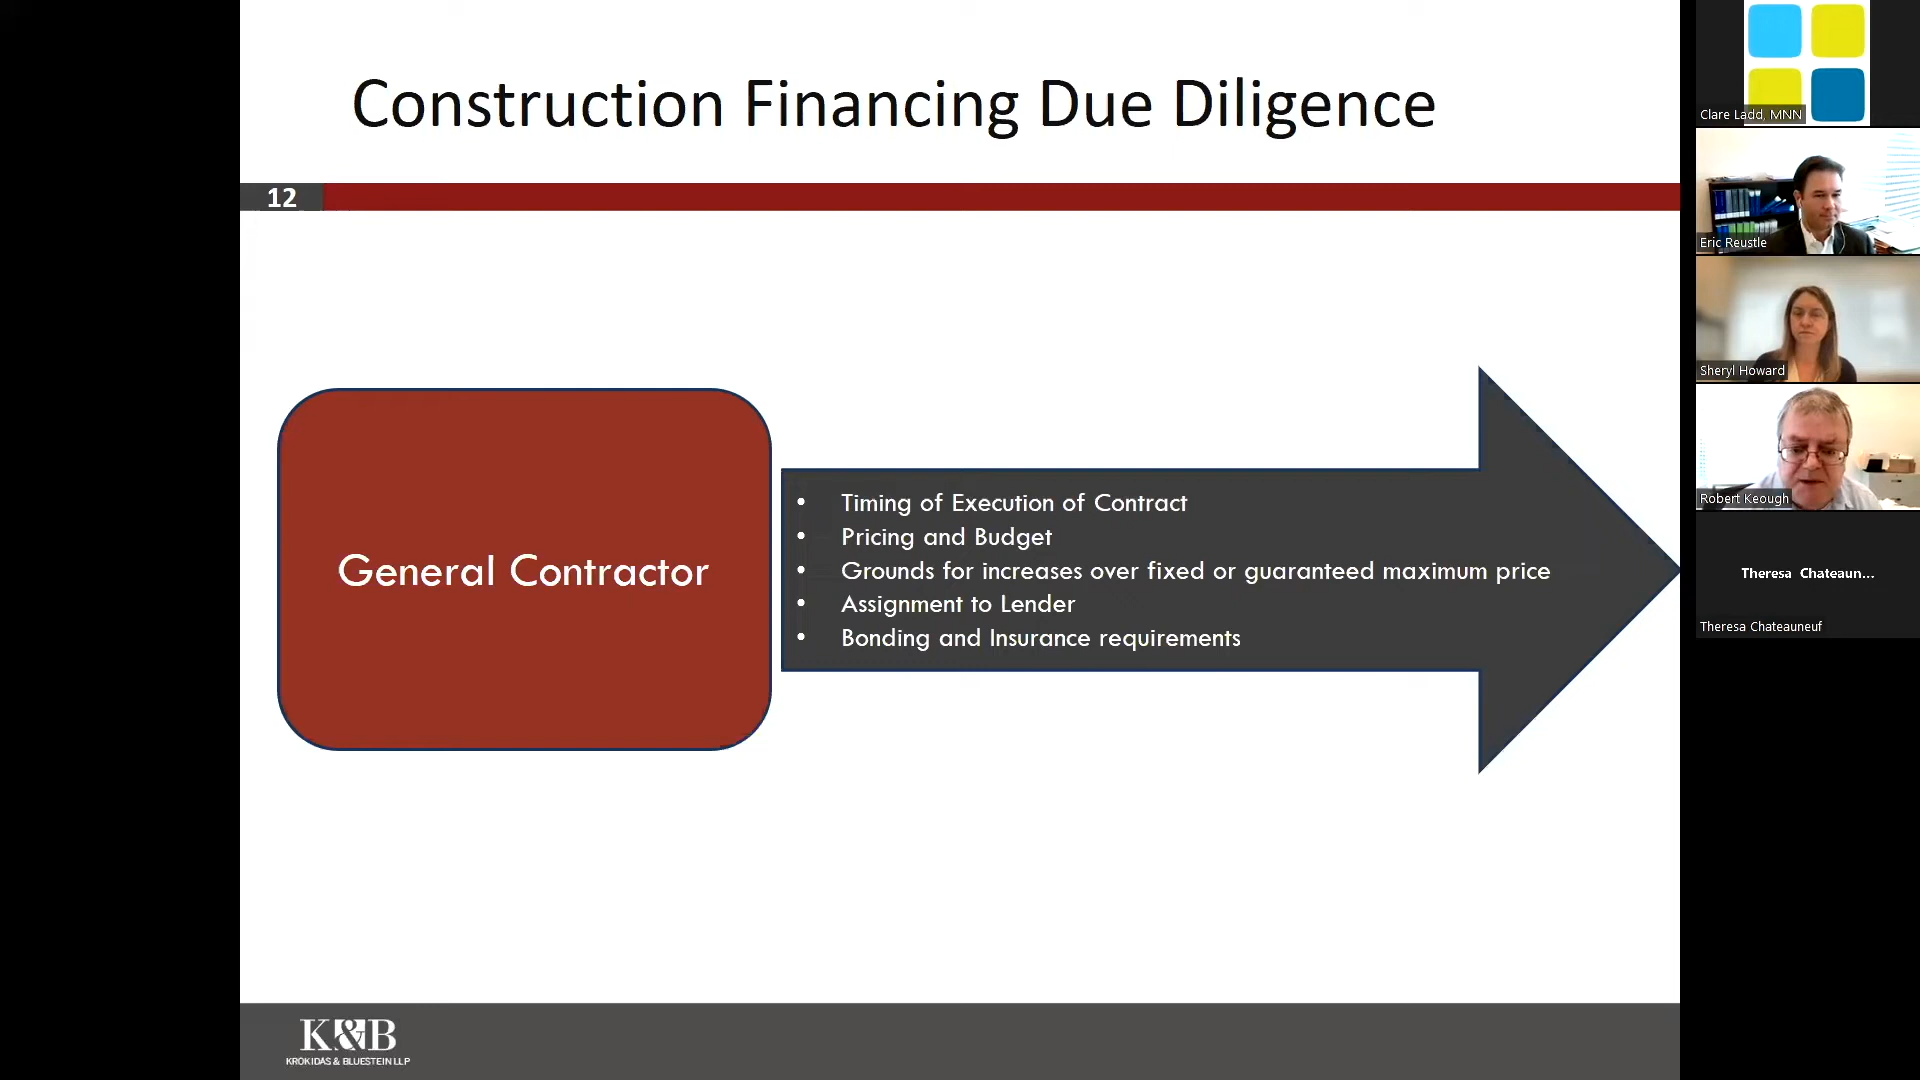 Construction Financing Due Diligence
12
General Contractor
• Timing of Execution of Contract
• Pricing and Budget
• Grounds for increases over fixed or guaranteed maximum price
• Assignment to Lender
• Bonding and Insurance requirements
K&B
KROKIDAS & BLUESTEIN LLP
Clare Ladd, MNN
Eric Reustle
Sheryl Howard
Robert Keough
Theresa Chateaun...
Theresa Chateauneuf